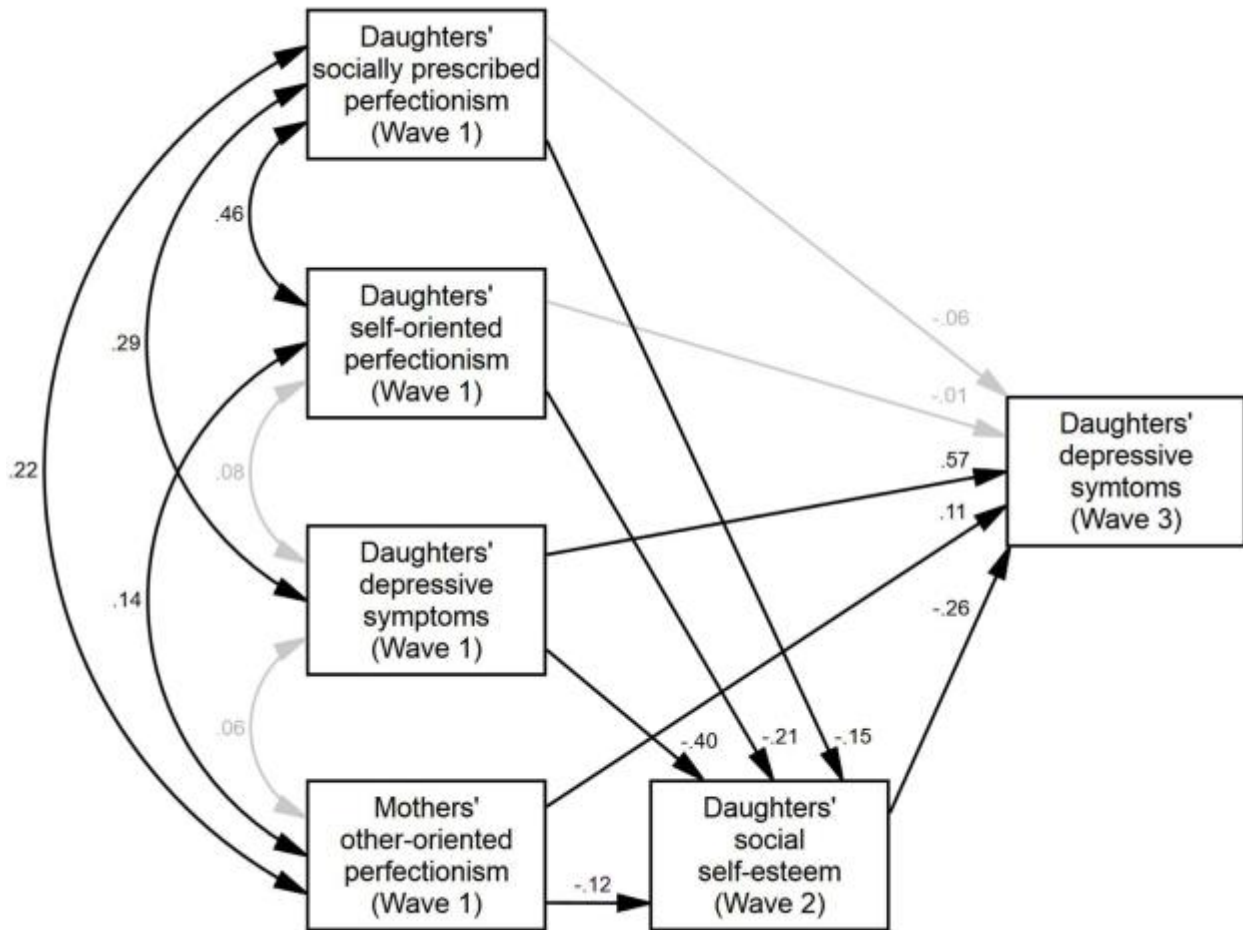 Daughters'
socially prescribed
perfectionism
(Wave 1)
.46
-.06
Daughters'
self-oriented
perfectionism
(Wave 1)
.29
-.01
Daughters'
depressive
symtoms
(Wave 3)
.22
.08
.57
.11
Daughters'
depressive
symptoms
(Wave 1)
.14
-.26
.06
-.40
-.21
-.15
Mothers'
other-oriented
perfectionism
(Wave 1)
-.12
Daughters'
social
self-esteem
(Wave 2)